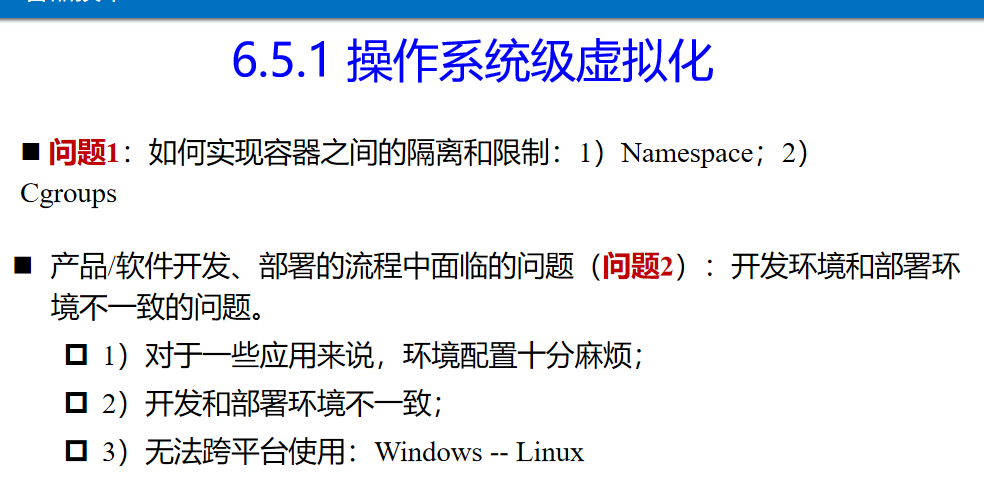 6.5.1 操作系统级虚拟化
■ 问题1：如何实现容器之间的隔离和限制：1）Namespace；2）
Cgroups
■ 产品/软件开发、部署的流程中面临的问题（问题2）：开发环境和部署环
境不一致的问题。
1）对于一些应用来说，环境配置十分麻烦；
2）开发和部署环境不一致；
3）无法跨平台使用：Windows -- Linux